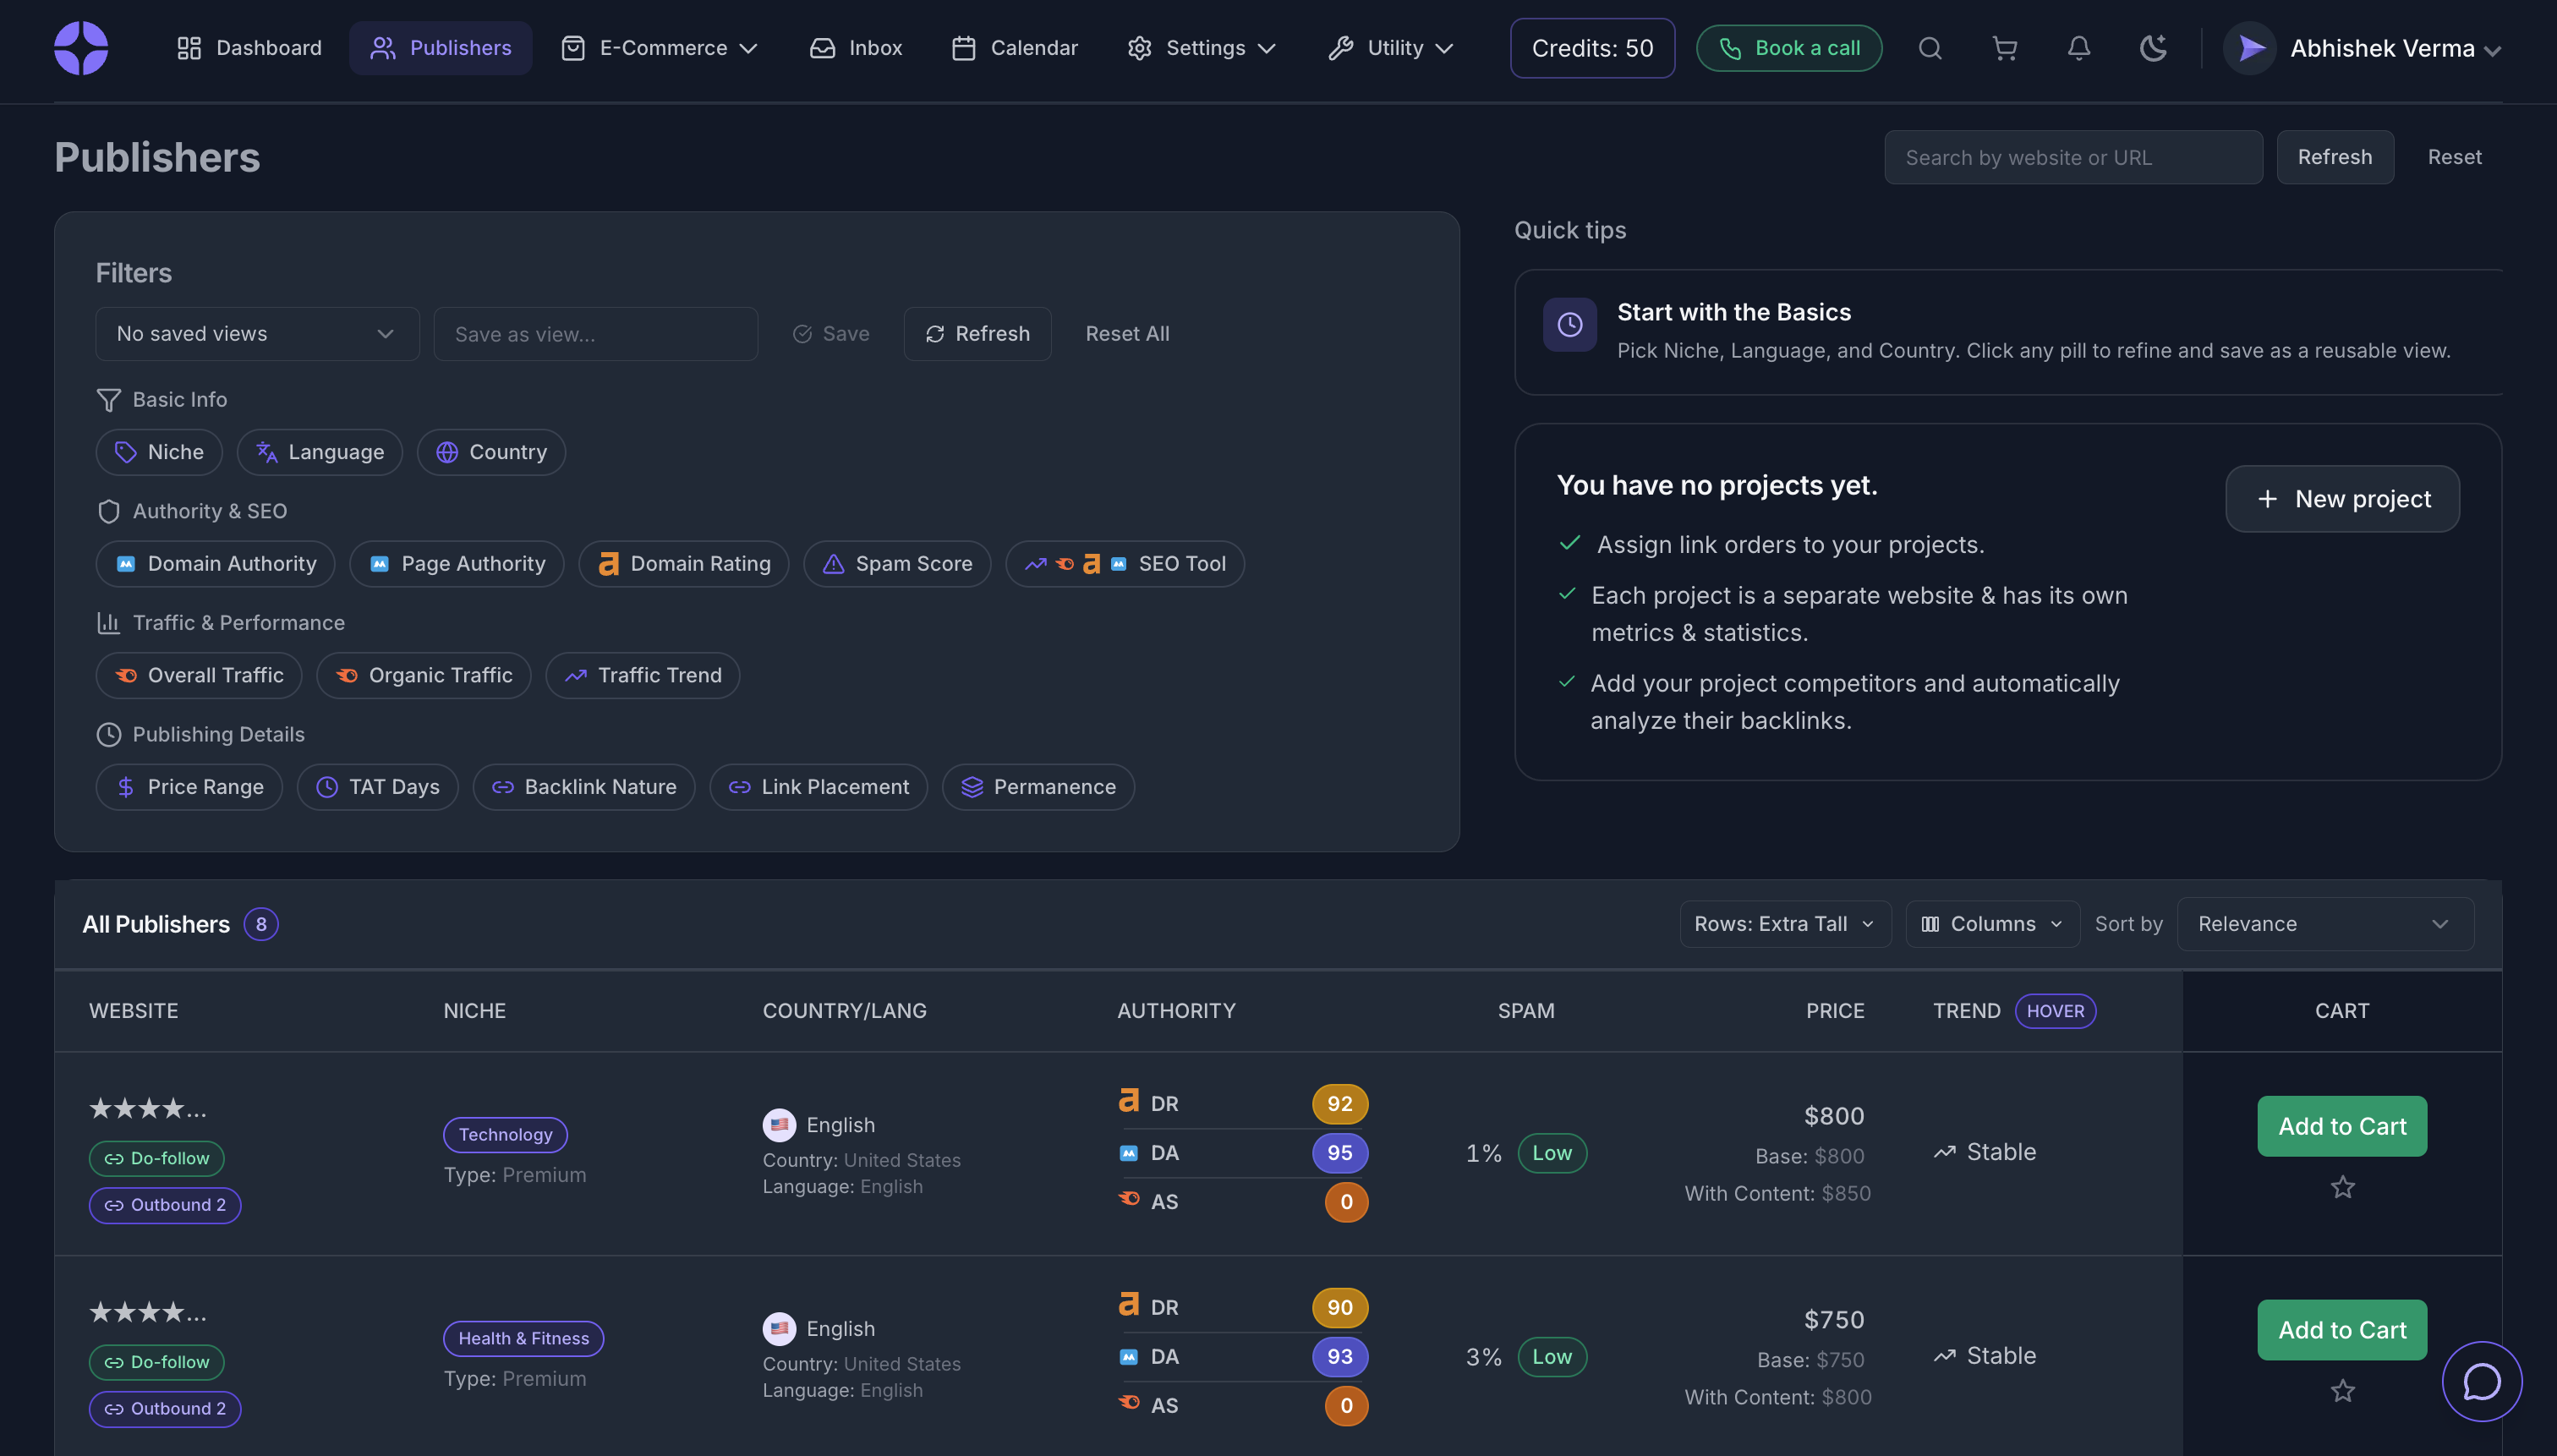 Dashboard
Publishers
E-Commerce
Inbox
Calendar
Settings
Utility
Credits: 50
Book a call
Abhishek Verma
Publishers
Search by website or URL
Refresh
Reset
Filters
No saved views
Save as view...
Save
Refresh
Reset All
Basic Info
Niche
Language
Country
Authority & SEO
Domain Authority
Page Authority
Domain Rating
Spam Score
SEO Tool
Traffic & Performance
Overall Traffic
Organic Traffic
Traffic Trend
Publishing Details
Price Range
TAT Days
Backlink Nature
Link Placement
Permanence
Quick tips
Start with the Basics
Pick Niche, Language, and Country. Click any pill to refine and save as a reusable view.
You have no projects yet.
New project
Assign link orders to your projects.
Each project is a separate website & has its own
metrics & statistics.
Add your project competitors and automatically
analyze their backlinks.
All Publishers 8
Rows: Extra Tall
Columns
Sort by
Relevance
WEBSITE
NICHE
COUNTRY/LANG
AUTHORITY
SPAM
PRICE
TREND HOVER
CART
★★★★...
Do-follow
Outbound 2
Technology
Type: Premium
English
Country: United States
Language: English
DR 92
DA 95
AS 0
1% Low
$800
Base: $800
With Content: $850
Stable
Add to Cart
★★★★...
Do-follow
Outbound 2
Health & Fitness
Type: Premium
English
Country: United States
Language: English
DR 90
DA 93
AS 0
3% Low
$750
Base: $750
With Content: $800
Stable
Add to Cart